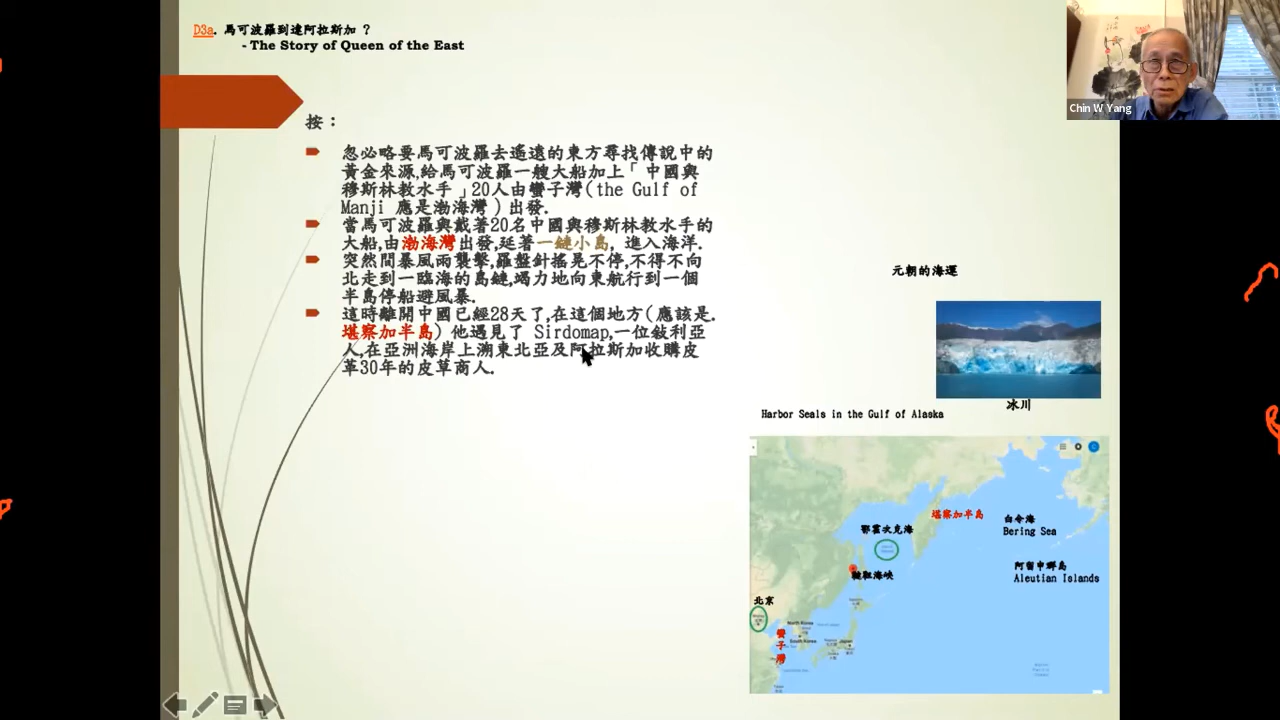 D3a. 馬可波羅到達阿拉斯加 ?
- The Story of Queen of the East
Chin W Yang
按：
忽必略要馬可波羅去遙遠的東方尋找傳說中的
黃金來源,給馬可波羅一艘大船加上「中國與
穆斯林教水手」20人由蠻子灣(the Gulf of
Manji 應是渤海灣)出發.
當馬可波羅與戴著20名中國與穆斯林教水手的
大船,由渤海灣出發,延著一鏈小島, 進入海洋.
突然間暴風雨襲擊,羅盤針搖晃不停,不得不向
北走到一臨海的島鏈,竭力地向東航行到一個
半島停船避風暴.
這時離開中國已經28天了,在這個地方(應該是.
堪察加半島) 他遇見了 Sirdomap,一位敍利亞
人,在亞洲海岸上溯東北亞及阿拉斯加收購皮
革30年的皮草商人.
元朝的海運
冰川
Harbor Seals in the Gulf of Alaska
堪察加半島
白令海
Bering Sea
鄂霍次克海
阿留申群島
Aleutian Islands
韃靼海峽
北京
蠻子灣
North Korea
South Korea
Japan